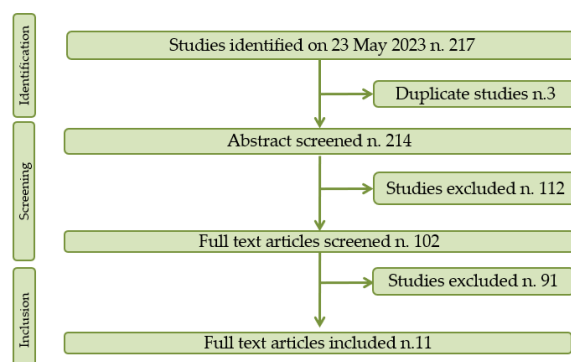 Identification
Studies identified on 23 May 2023 n. 217
Duplicate studies n.3
Screening
Abstract screened n. 214
Studies excluded n. 112
Full text articles screened n. 102
Inclusion
Studies excluded n. 91
Full text articles included n.11